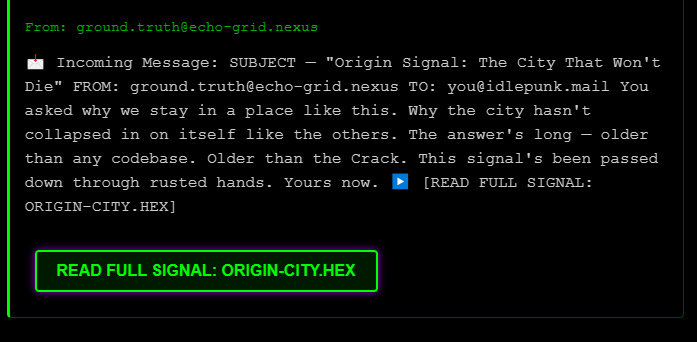 From: ground.truth@echo-grid.nexus
📩 Incoming Message: SUBJECT — "Origin Signal: The City That Won't
Die" FROM: ground.truth@echo-grid.nexus TO: you@idlepunk.mail You
asked why we stay in a place like this. Why the city hasn't
collapsed in on itself like the others. The answer's long — older
than any codebase. Older than the Crack. This signal's been passed
down through rusted hands. Yours now. ▶️ [READ FULL SIGNAL:
ORIGIN-CITY.HEX]
READ FULL SIGNAL: ORIGIN-CITY.HEX